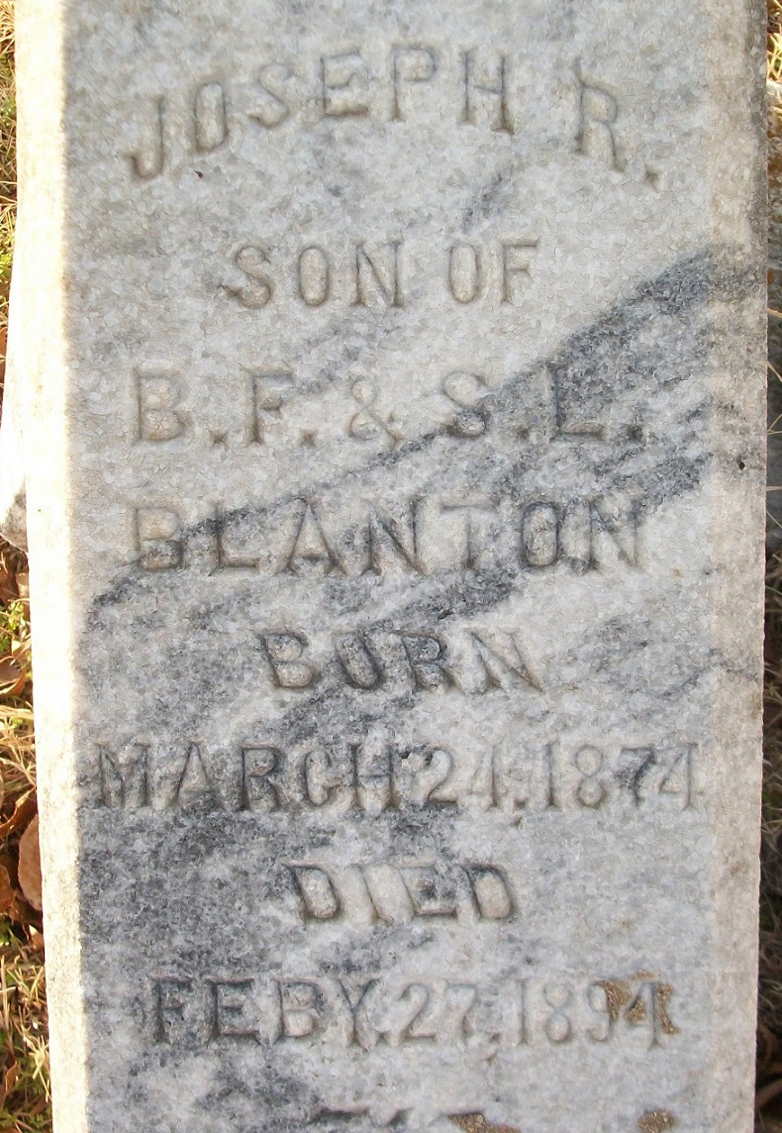 JOSEPH R.
SON OF
B.F. & S.L.
BLANTON
BORN
MARCH 24, 1874
DIED
FEBY. 27, 1894